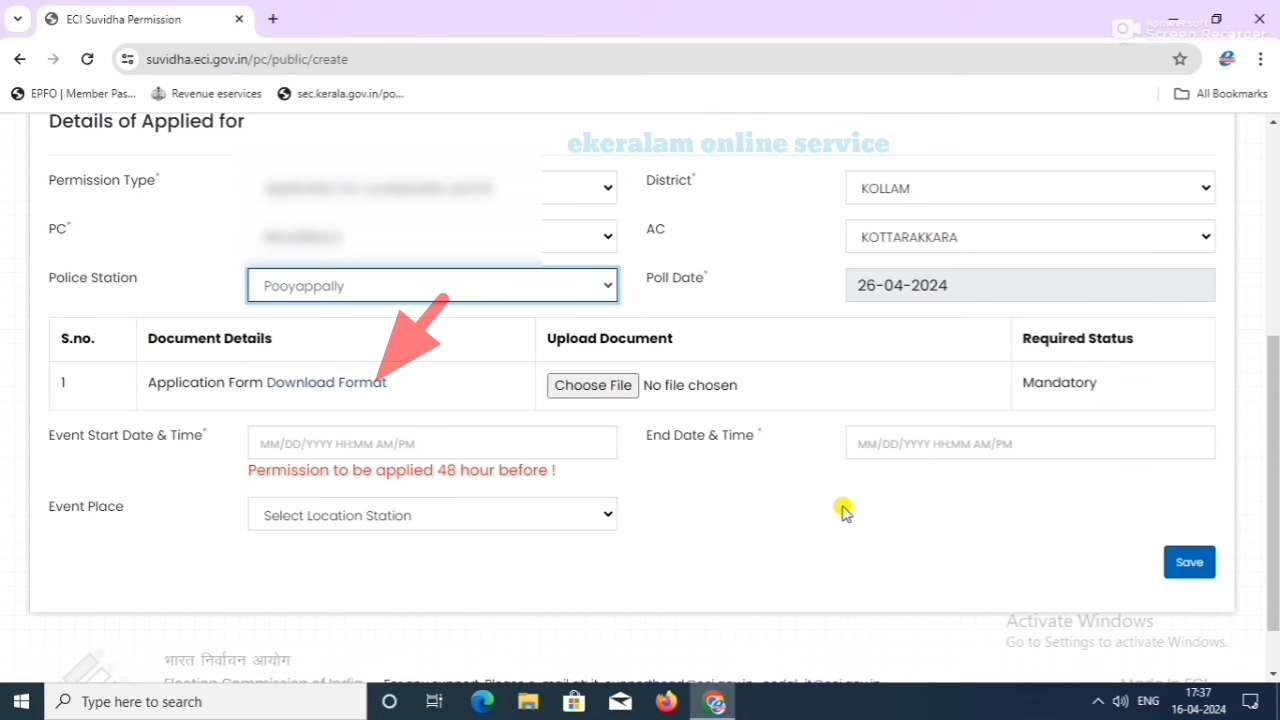 ECI Suvidha Permission
Apowersoft
Screen Recorder
suvidha.eci.gov.in/pc/public/create
EPFO | Member Pas...
Revenue eservices
sec.kerala.gov.in/po...
All Bookmarks
Details of Applied for
ekeralam online service
Permission Type*
District*
KOLLAM
PC*
AC
KOTTARAKKARA
Police Station
Pooyappally
Poll Date*
26-04-2024
S.no.
Document Details
Upload Document
Required Status
1
Application Form Download Format
Choose File No file chosen
Mandatory
Event Start Date & Time*
MM/DD/YYYY HH:MM AM/PM
End Date & Time *
MM/DD/YYYY HH:MM AM/PM
Permission to be applied 48 hour before !
Event Place
Select Location Station
Save
Activate Windows
Go to Settings to activate Windows.
भारत निर्वाचन आयोग
Election Commission of India
Made in ECI
Type here to search
ENG
17:37
16-04-2024